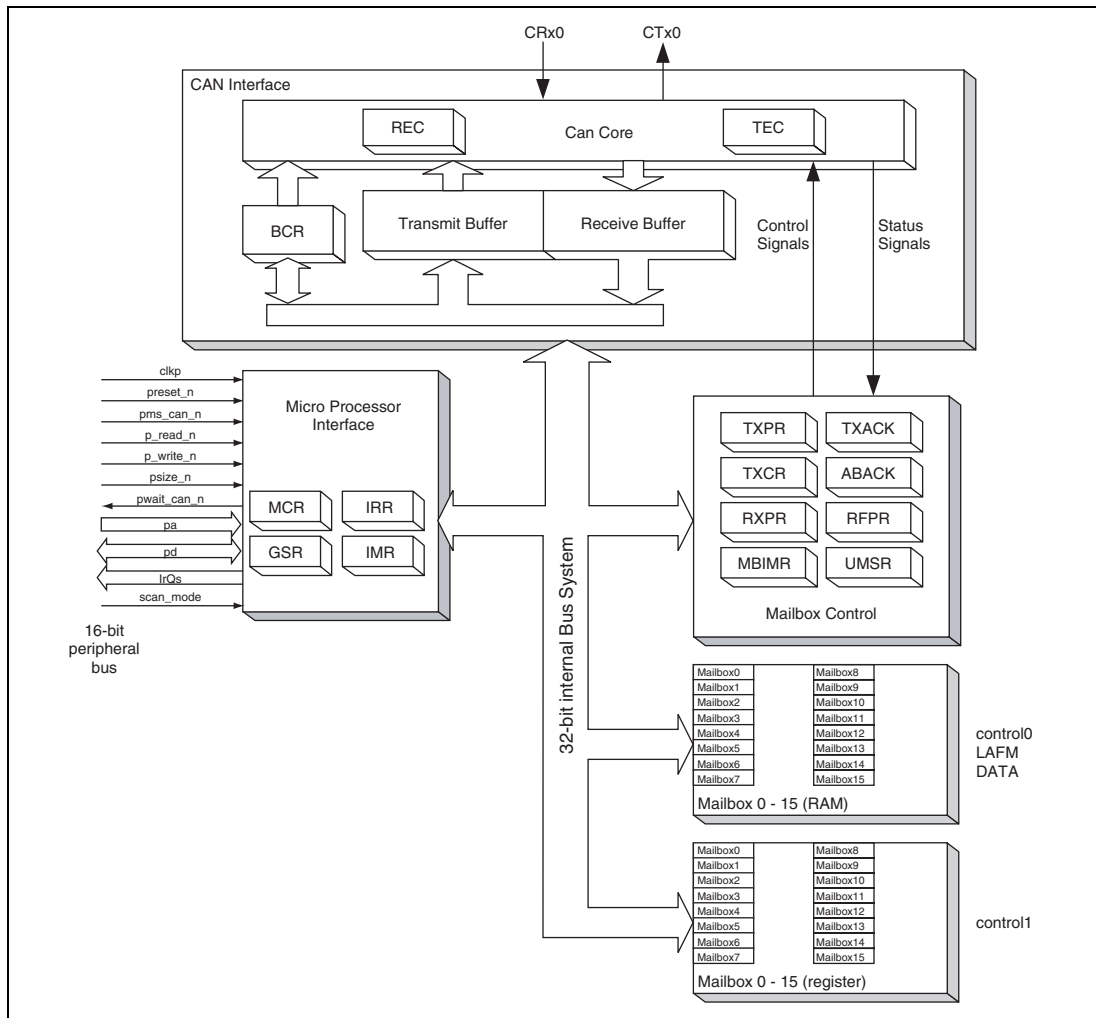 CRx0
CTx0
CAN Interface
REC
Can Core
TEC
BCR
Transmit Buffer
Receive Buffer
Control
Signals
Status
Signals
clkp
preset_n
pms_can_n
p_read_n
p_write_n
psize_n
pwait_can_n
pa
pd
IrQs
scan_mode
16-bit
peripheral
bus
Micro Processor
Interface
MCR
IRR
GSR
IMR
32-bit internal Bus System
TXPR
TXACK
TXCR
ABACK
RXPR
RFPR
MBIMR
UMSR
Mailbox Control
Mailbox0
Mailbox1
Mailbox2
Mailbox3
Mailbox4
Mailbox5
Mailbox6
Mailbox7
Mailbox8
Mailbox9
Mailbox10
Mailbox11
Mailbox12
Mailbox13
Mailbox14
Mailbox15
Mailbox 0 - 15 (RAM)
control0
LAFM
DATA
Mailbox0
Mailbox1
Mailbox2
Mailbox3
Mailbox4
Mailbox5
Mailbox6
Mailbox7
Mailbox8
Mailbox9
Mailbox10
Mailbox11
Mailbox12
Mailbox13
Mailbox14
Mailbox15
Mailbox 0 - 15 (register)
control1